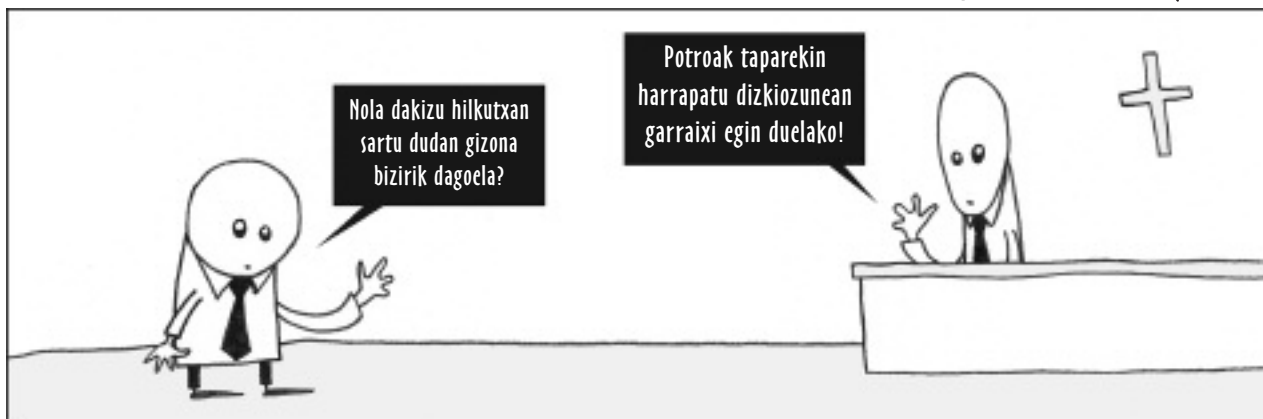 Nola dakizu hilkutxan
sartu dudan gizona
bizirik dagoela?
Potroak taparekin
harrapatu dizkiozunean
garraixi egin duelako!